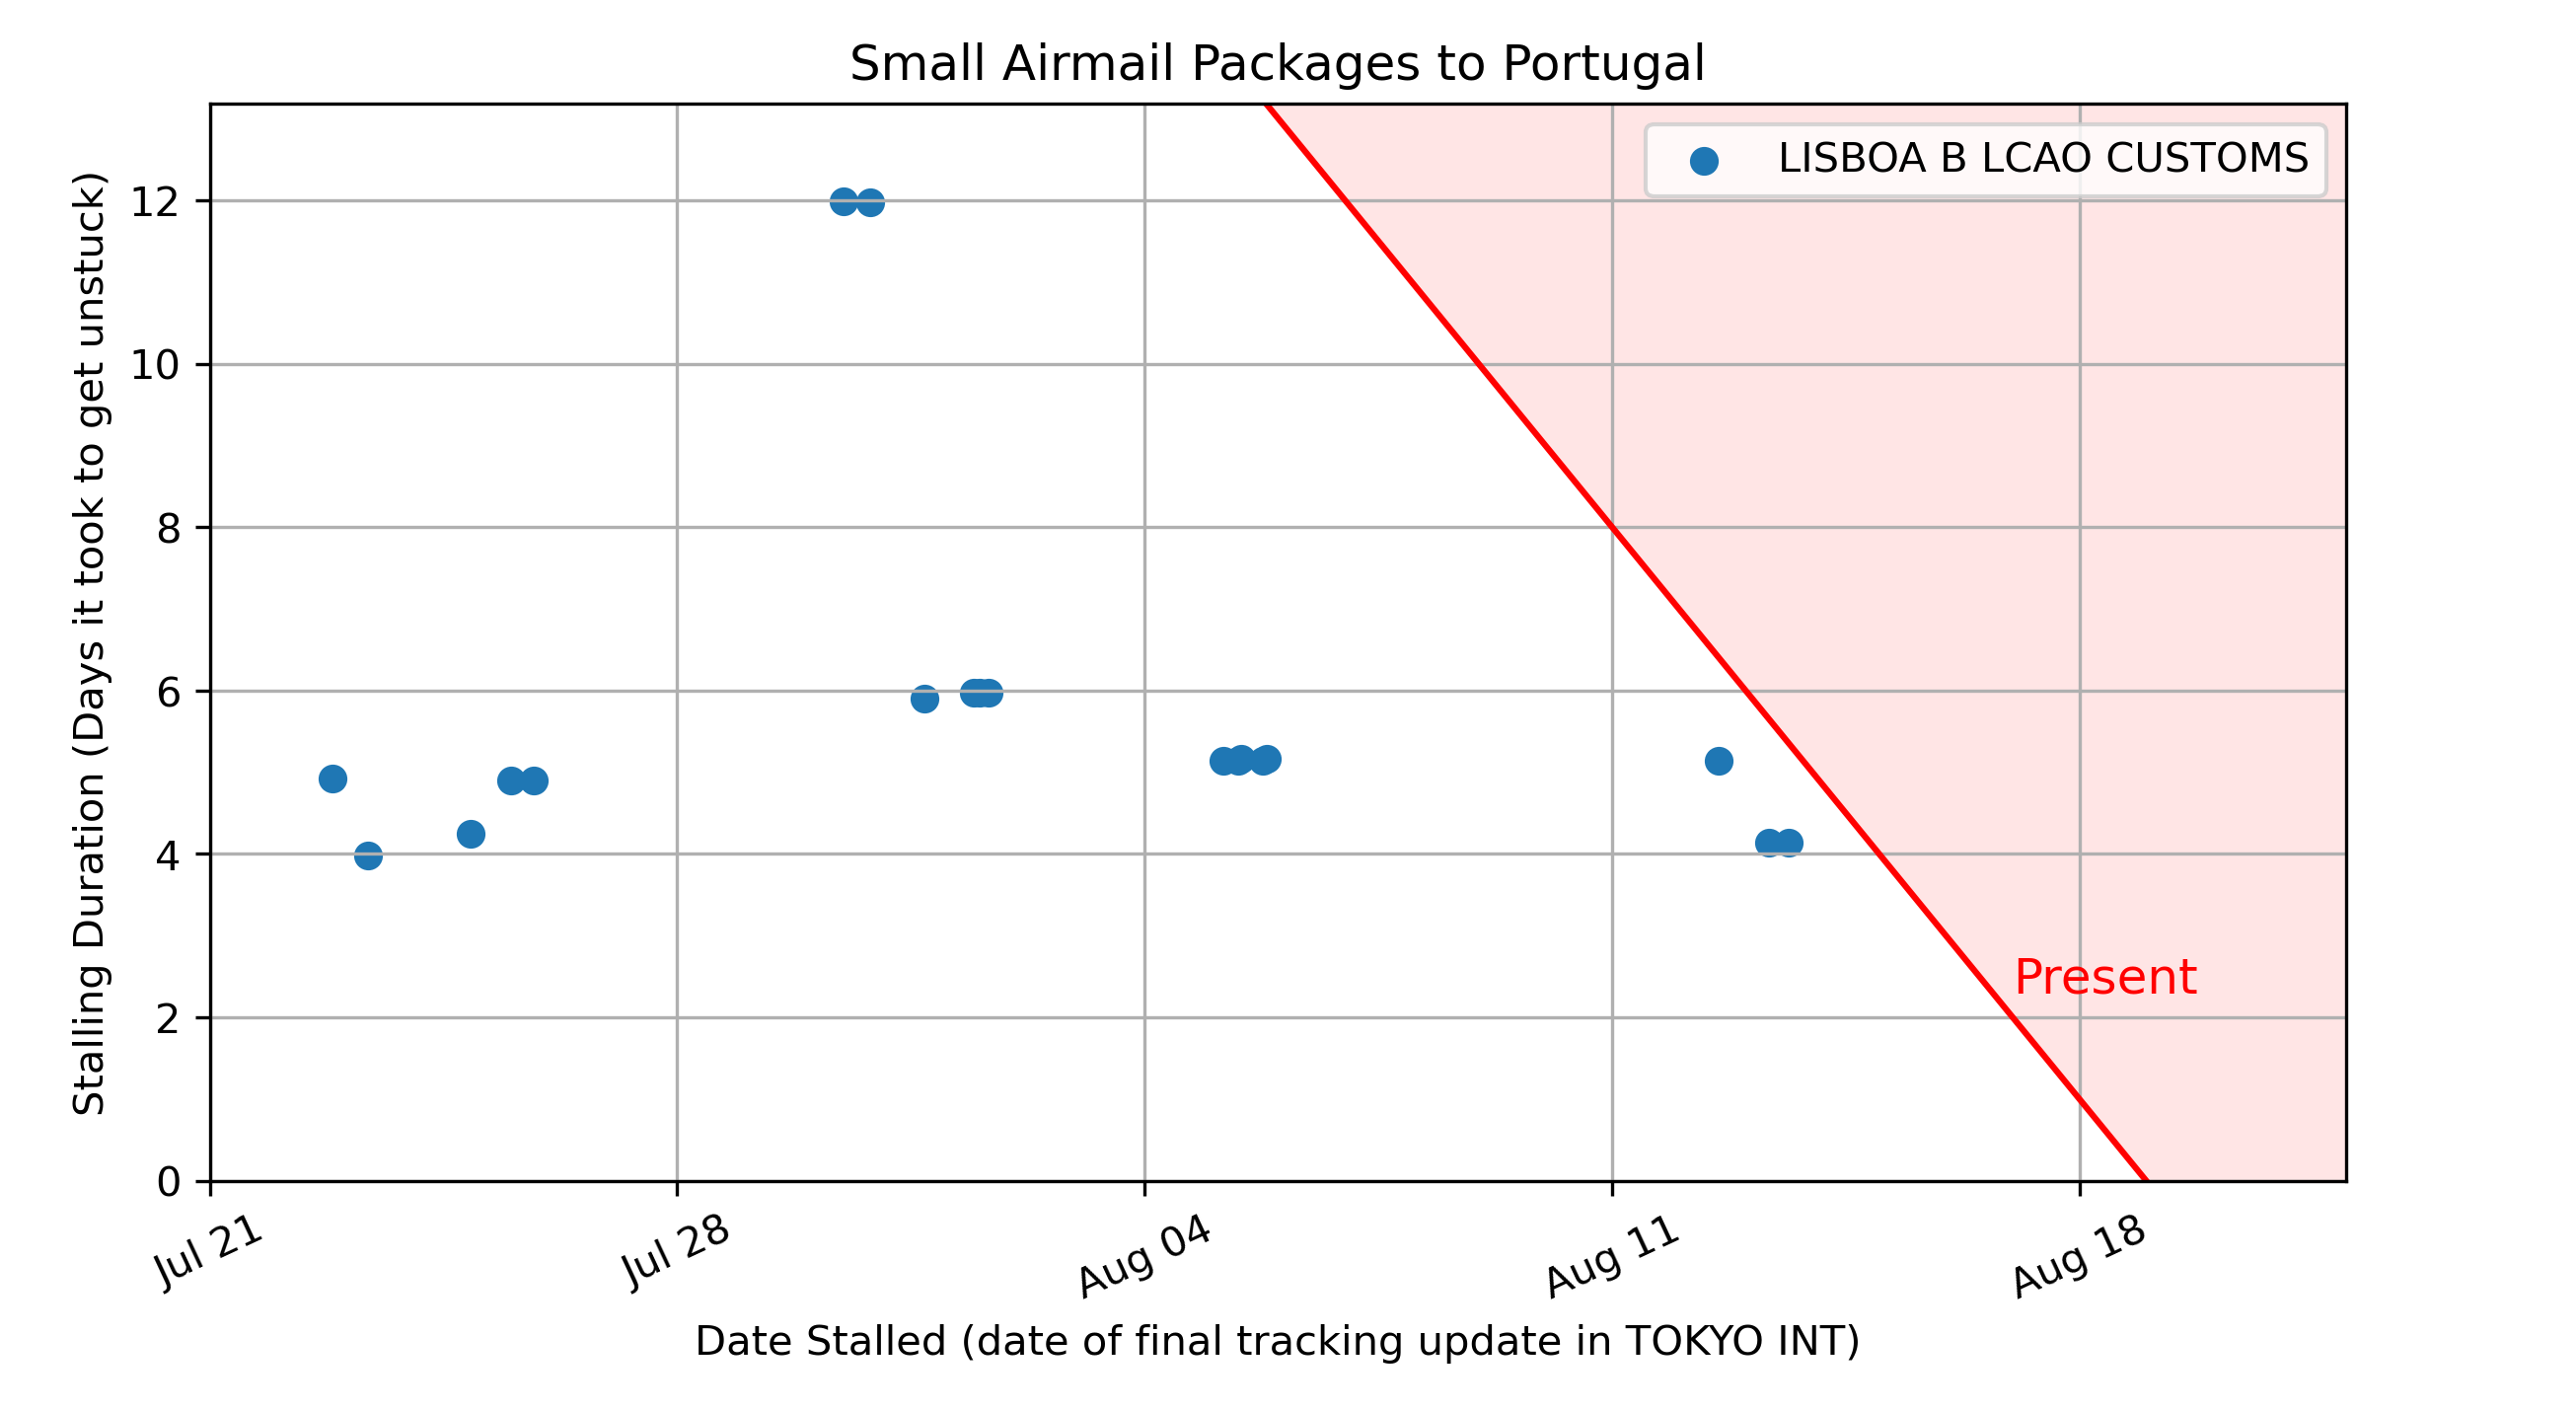 Small Airmail Packages to Portugal
LISBOA B LCAO CUSTOMS
Stalling Duration (Days it took to get unstuck)
12
10
8
6
4
2
0
Present
Jul 21
Jul 28
Aug 04
Aug 11
Aug 18
Date Stalled (date of final tracking update in TOKYO INT)